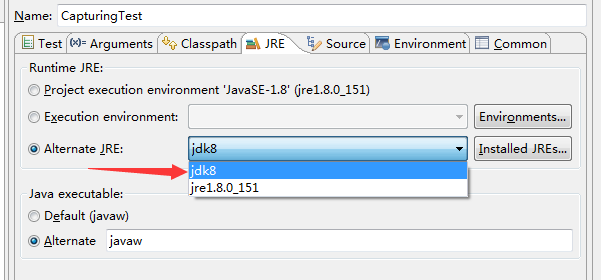 Name: CapturingTest
Test Arguments Classpath JRE Source Environment Common
Runtime JRE:
Project execution environment 'JavaSE-1.8' (jre1.8.0_151)
Execution environment: Environments...
Alternate JRE: jdk8 Installed JREs...
jdk8
jre1.8.0_151
Java executable:
Default (javaw)
Alternate javaw